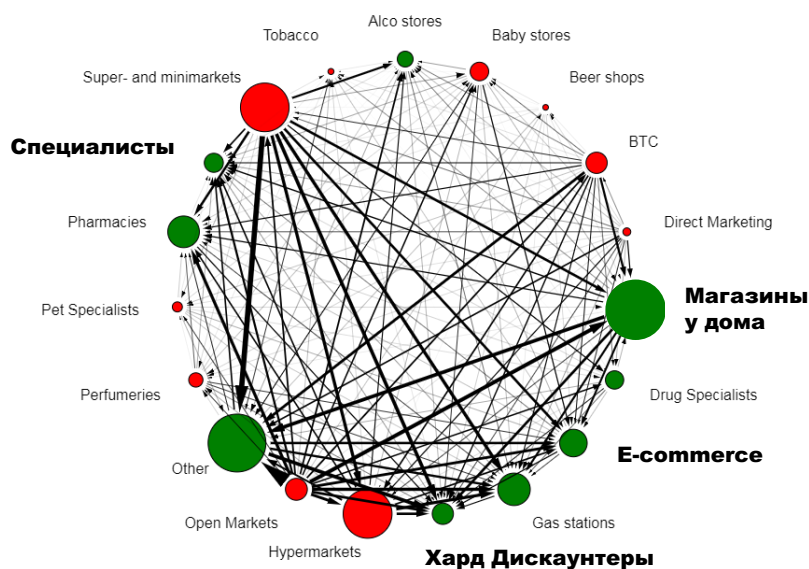 Alco stores
Tobacco
Baby stores
Super- and minimarkets
Beer shops
Специалисты
BTC
Pharmacies
Direct Marketing
Магазины
у дома
Pet Specialists
Perfumeries
Drug Specialists
E-commerce
Other
Open Markets
Gas stations
Hypermarkets
Хард Дискаунтеры